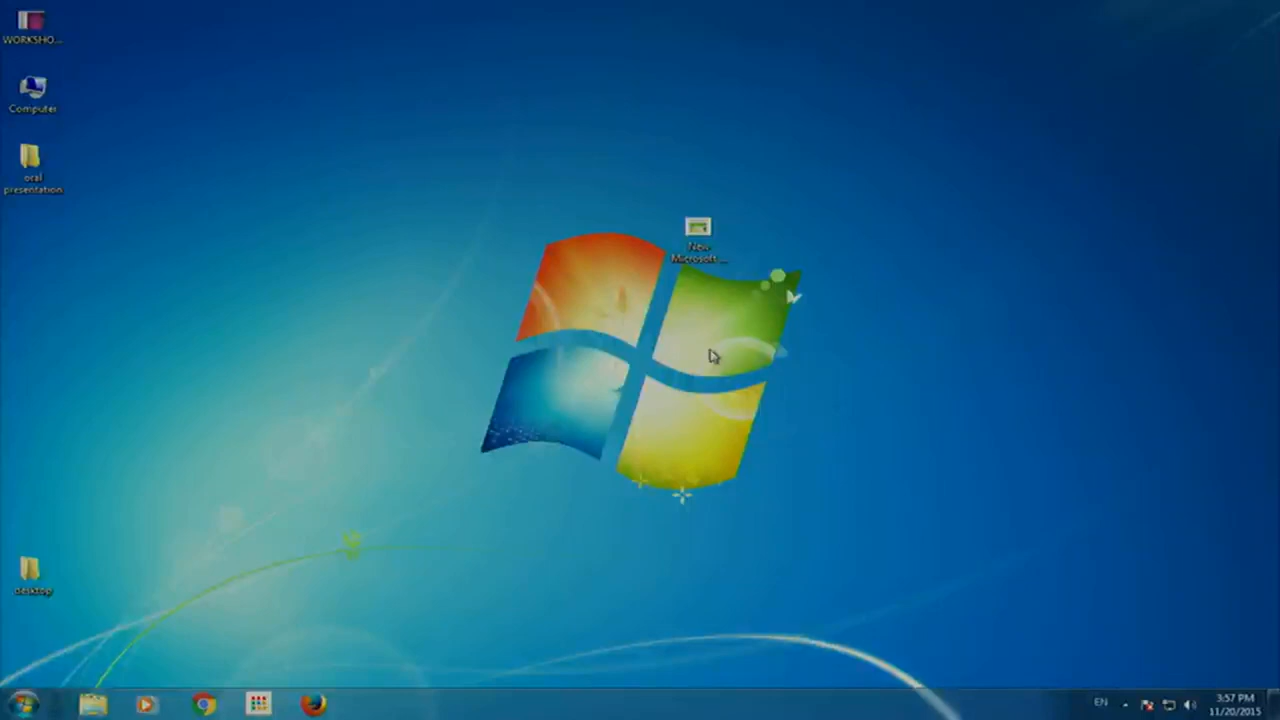 WORKSHO...
Computer
oral
presentation
New
Microsoft ...
desktop
EN
3:57 PM
11/20/2015